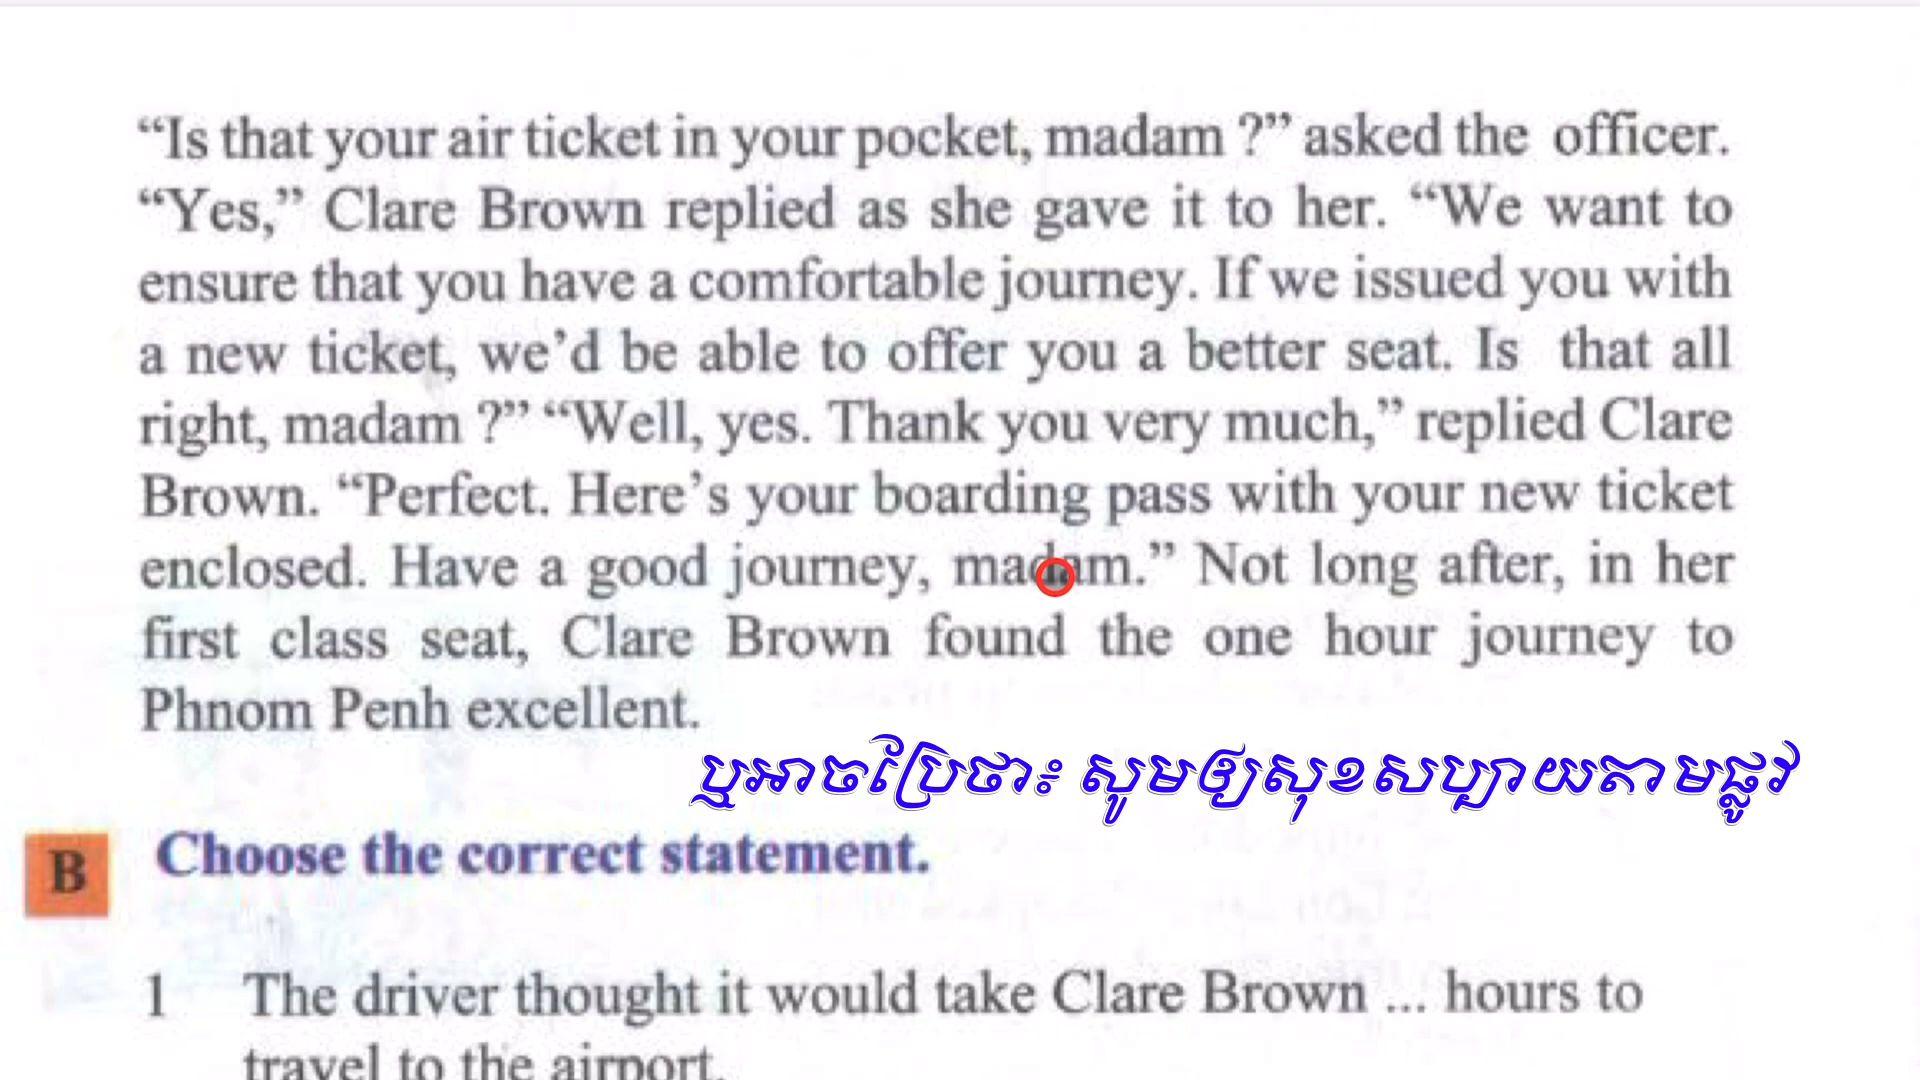 “Is that your air ticket in your pocket, madam ?” asked the officer.
“Yes,” Clare Brown replied as she gave it to her. “We want to
ensure that you have a comfortable journey. If we issued you with
a new ticket, we’d be able to offer you a better seat. Is that all
right, madam ?” “Well, yes. Thank you very much,” replied Clare
Brown. “Perfect. Here’s your boarding pass with your new ticket
enclosed. Have a good journey, madam.” Not long after, in her
first class seat, Clare Brown found the one hour journey to
Phnom Penh excellent.
ឬអាចប្រែថា៖ សូមឲ្យសុខសប្បាយតាមផ្លូវ
B Choose the correct statement.
1 The driver thought it would take Clare Brown ... hours to
travel to the airport.